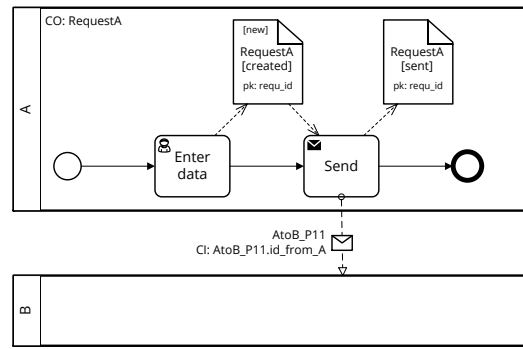 CO: RequestA
A
[new]
RequestA
[created]
pk: requ_id
RequestA
[sent]
pk: requ_id
Enter
data
Send
AtoB_P11
CI: AtoB_P11.id_from_A
B